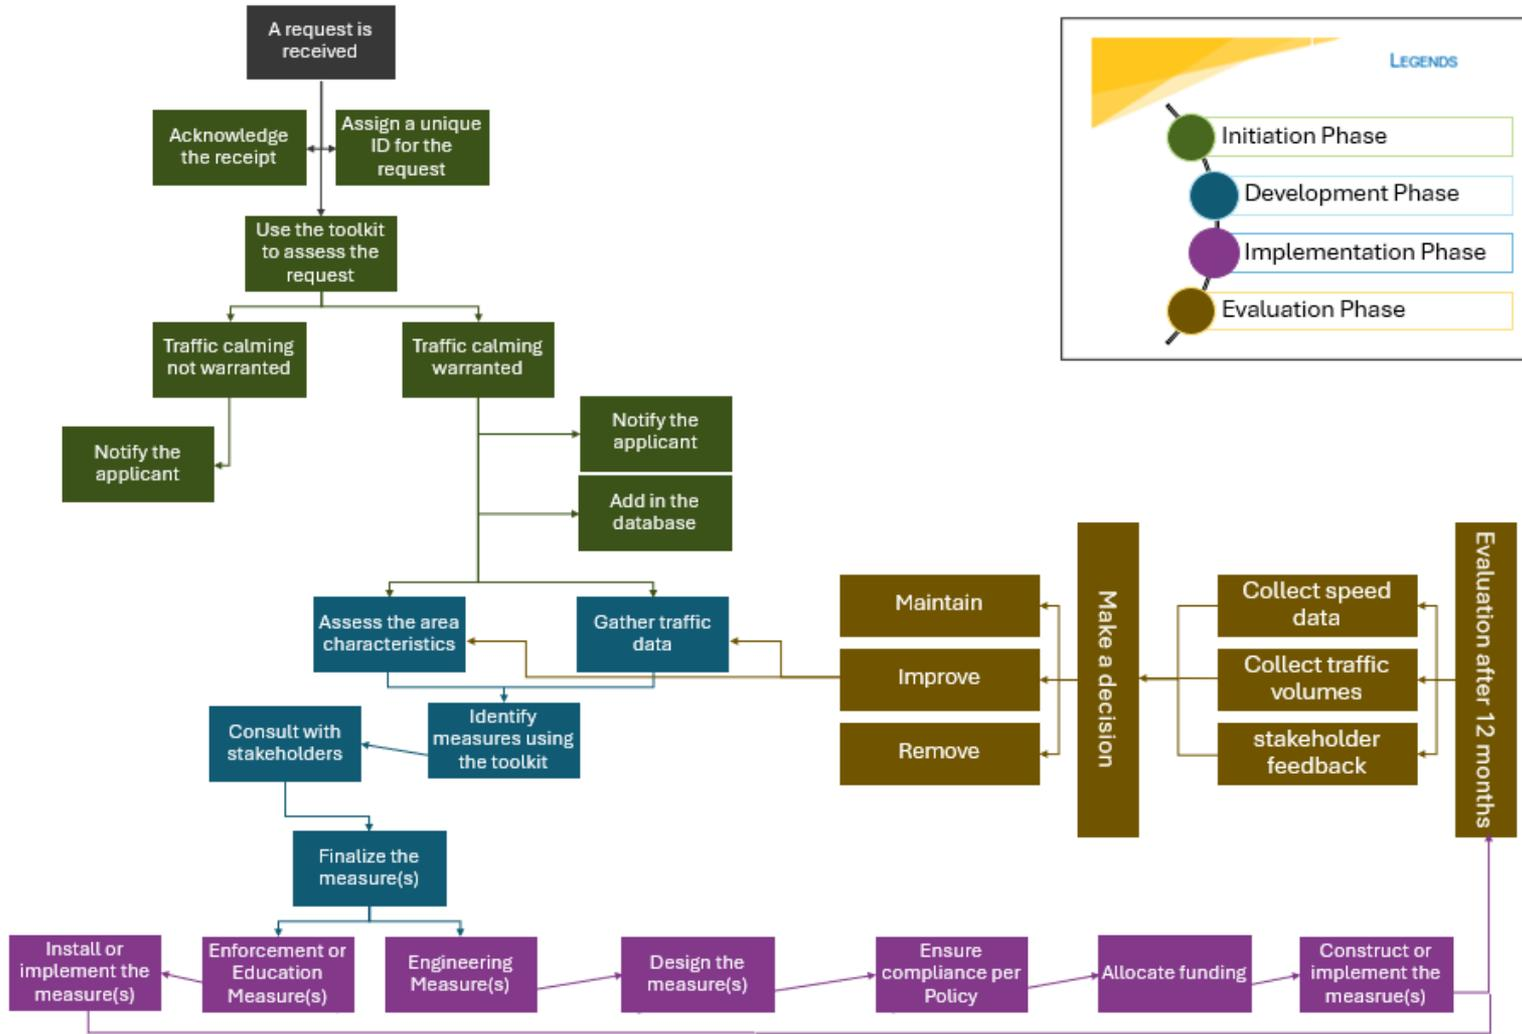 A request is
received
Acknowledge
the receipt
Assign a unique
ID for the
request
Use the toolkit
to assess the
request
Traffic calming
not warranted
Traffic calming
warranted
Notify the
applicant
Notify the
applicant
Add in the
database
Assess the area
characteristics
Gather traffic
data
Identify
measures using
the toolkit
Consult with
stakeholders
Finalize the
measure(s)
Install or
implement the
measure(s)
Enforcement or
Education
Measure(s)
Engineering
Measure(s)
Design the
measure(s)
Ensure
compliance per
Policy
Allocate funding
Construct or
implement the
measrue(s)
Evaluation after 12 months
Collect speed
data
Collect traffic
volumes
stakeholder
feedback
Make a decision
Maintain
Improve
Remove
LEGENDS
Initiation Phase
Development Phase
Implementation Phase
Evaluation Phase